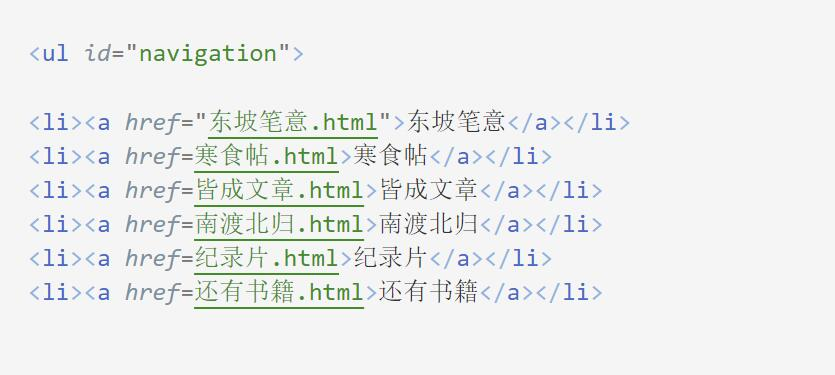 <ul id="navigation">
<li><a href="东坡笔意.html">东坡笔意</a></li>
<li><a href=寒食帖.html>寒食帖</a></li>
<li><a href=皆成文章.html>皆成文章</a></li>
<li><a href=南渡北归.html>南渡北归</a></li>
<li><a href=纪录片.html>纪录片</a></li>
<li><a href=还有书籍.html>还有书籍</a></li>